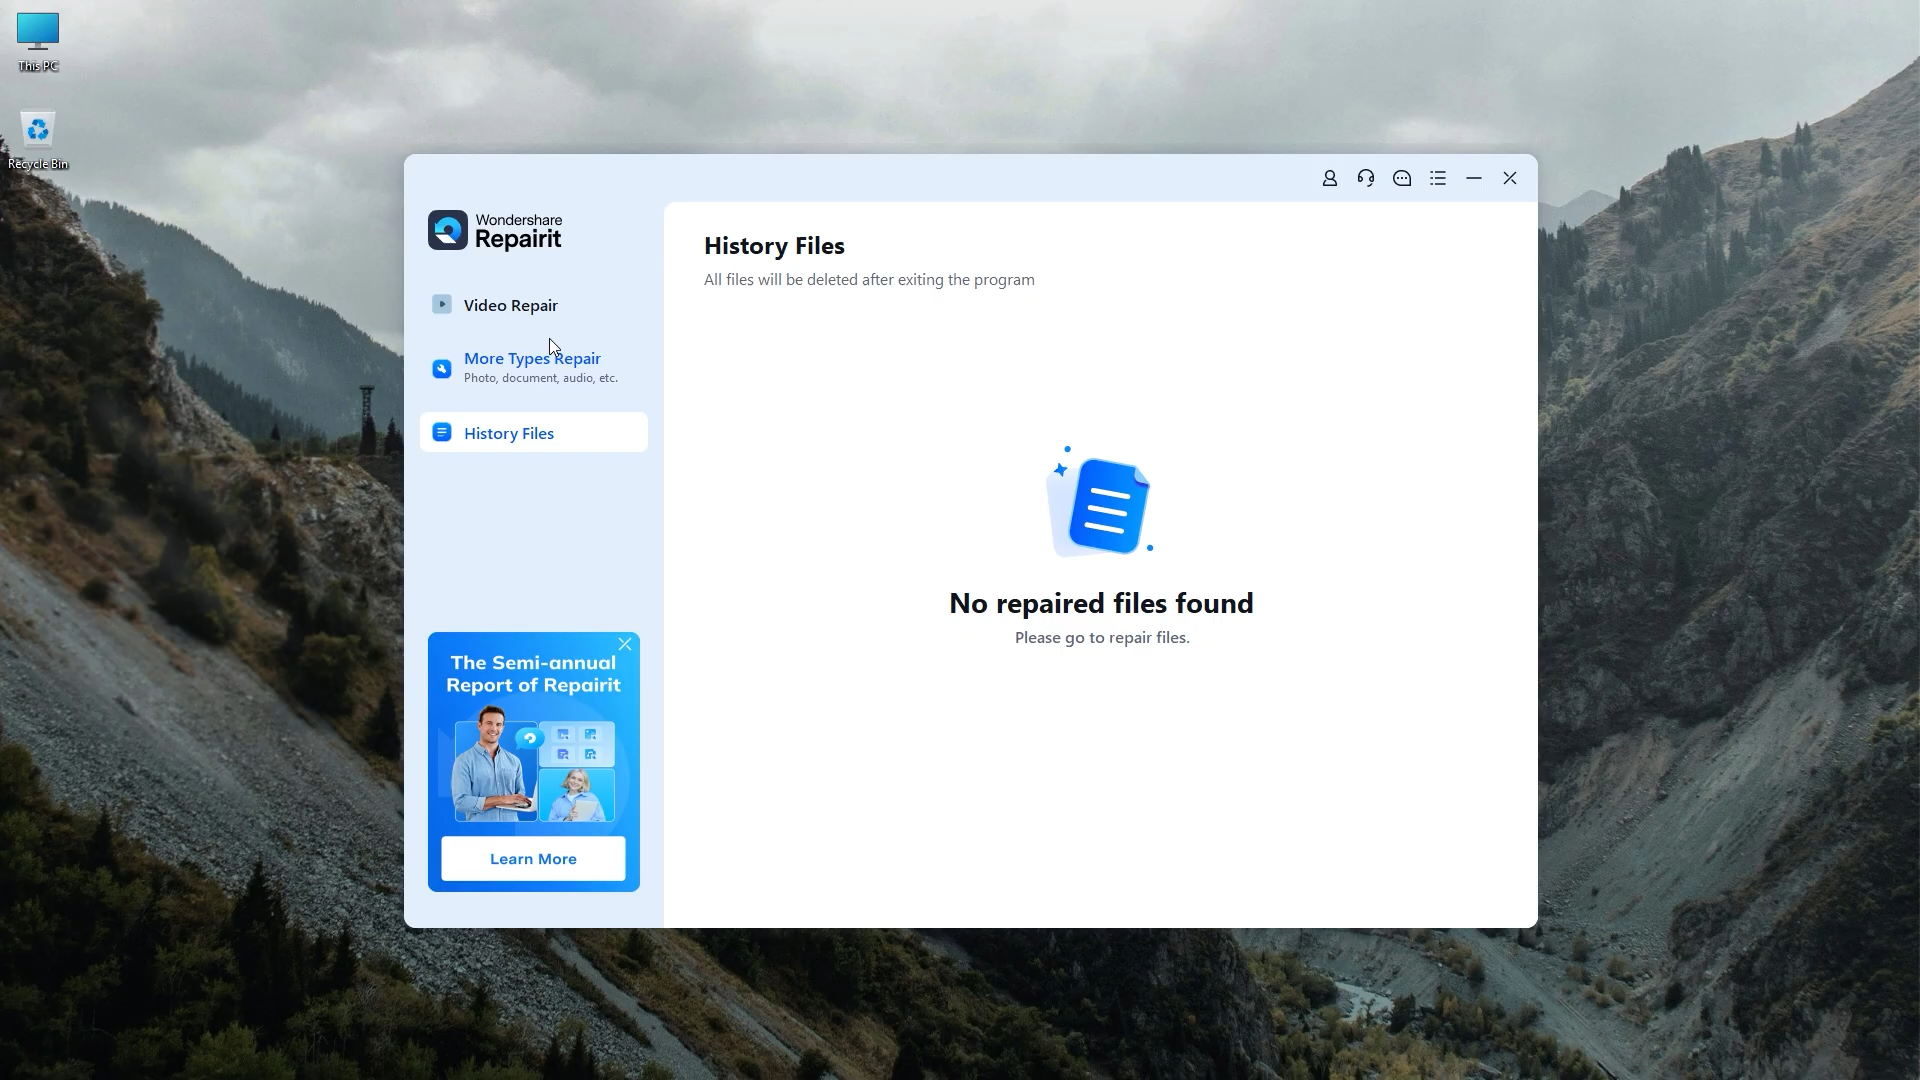 This PC
Recycle Bin
Wondershare
Repairit
Video Repair
More Types Repair
Photo, document, audio, etc.
History Files
The Semi-annual
Report of Repairit
Learn More
History Files
All files will be deleted after exiting the program
No repaired files found
Please go to repair files.